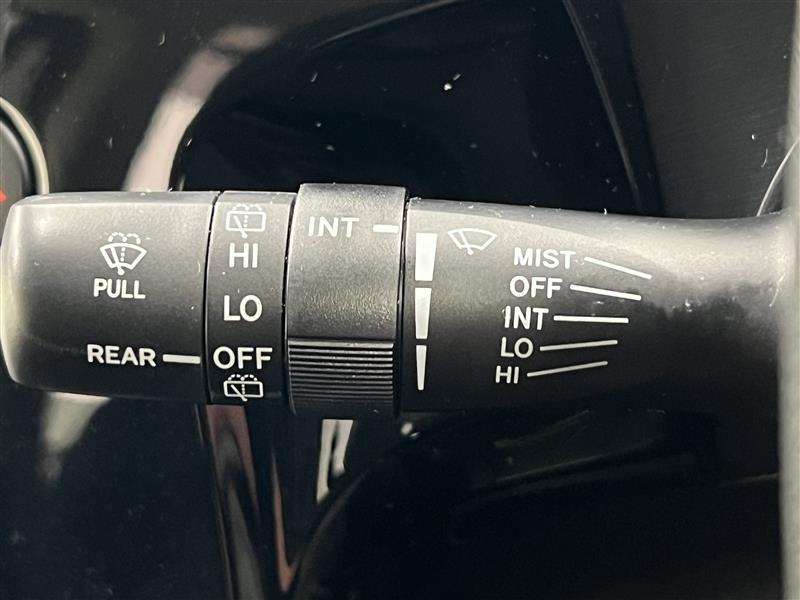 PULL
REAR
HI
LO
OFF
INT
MIST
OFF
INT
LO
HI